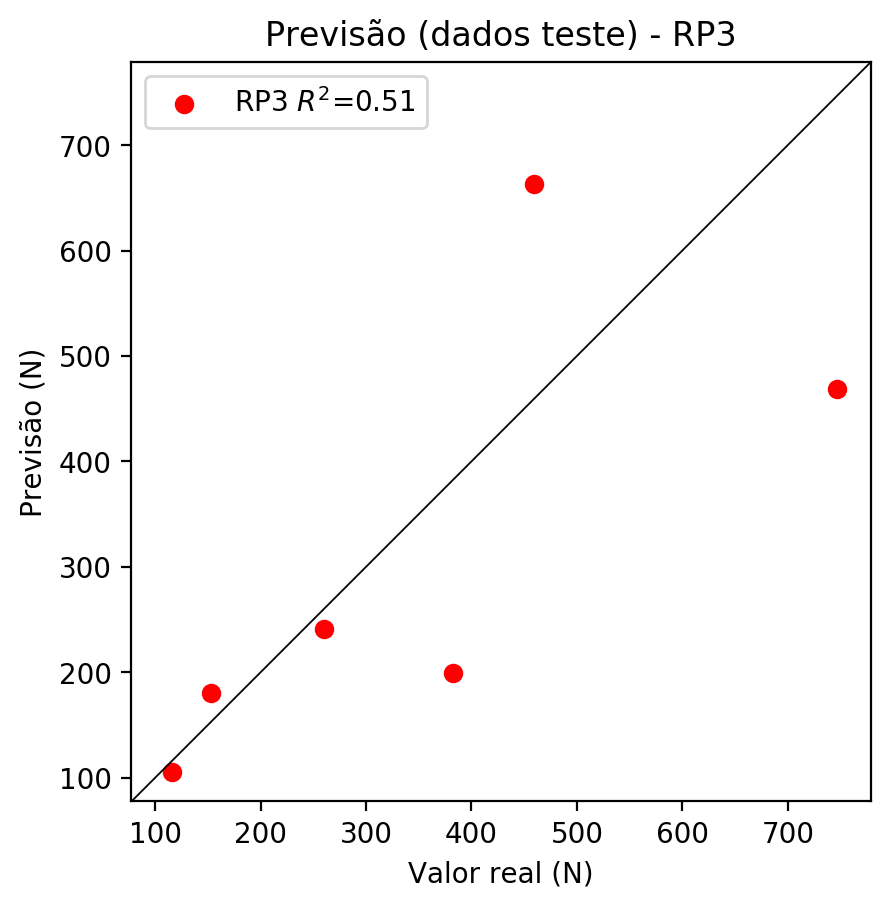 Previsão (dados teste) - RP3
RP3 R²=0.51
700
600
500
400
300
200
100
Previsão (N)
100 200 300 400 500 600 700
Valor real (N)